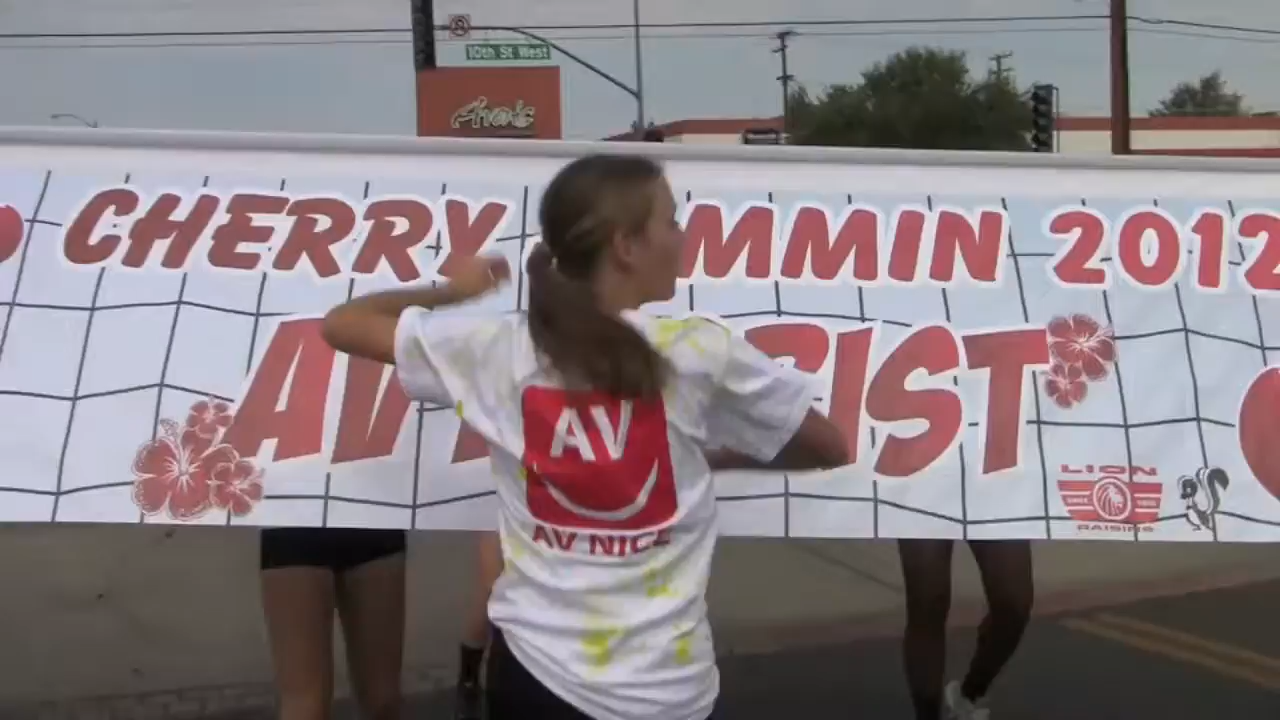 10th St West
CHERRY MMIN 2012
AV IST
AV
AV NICE
LION
RAISINS